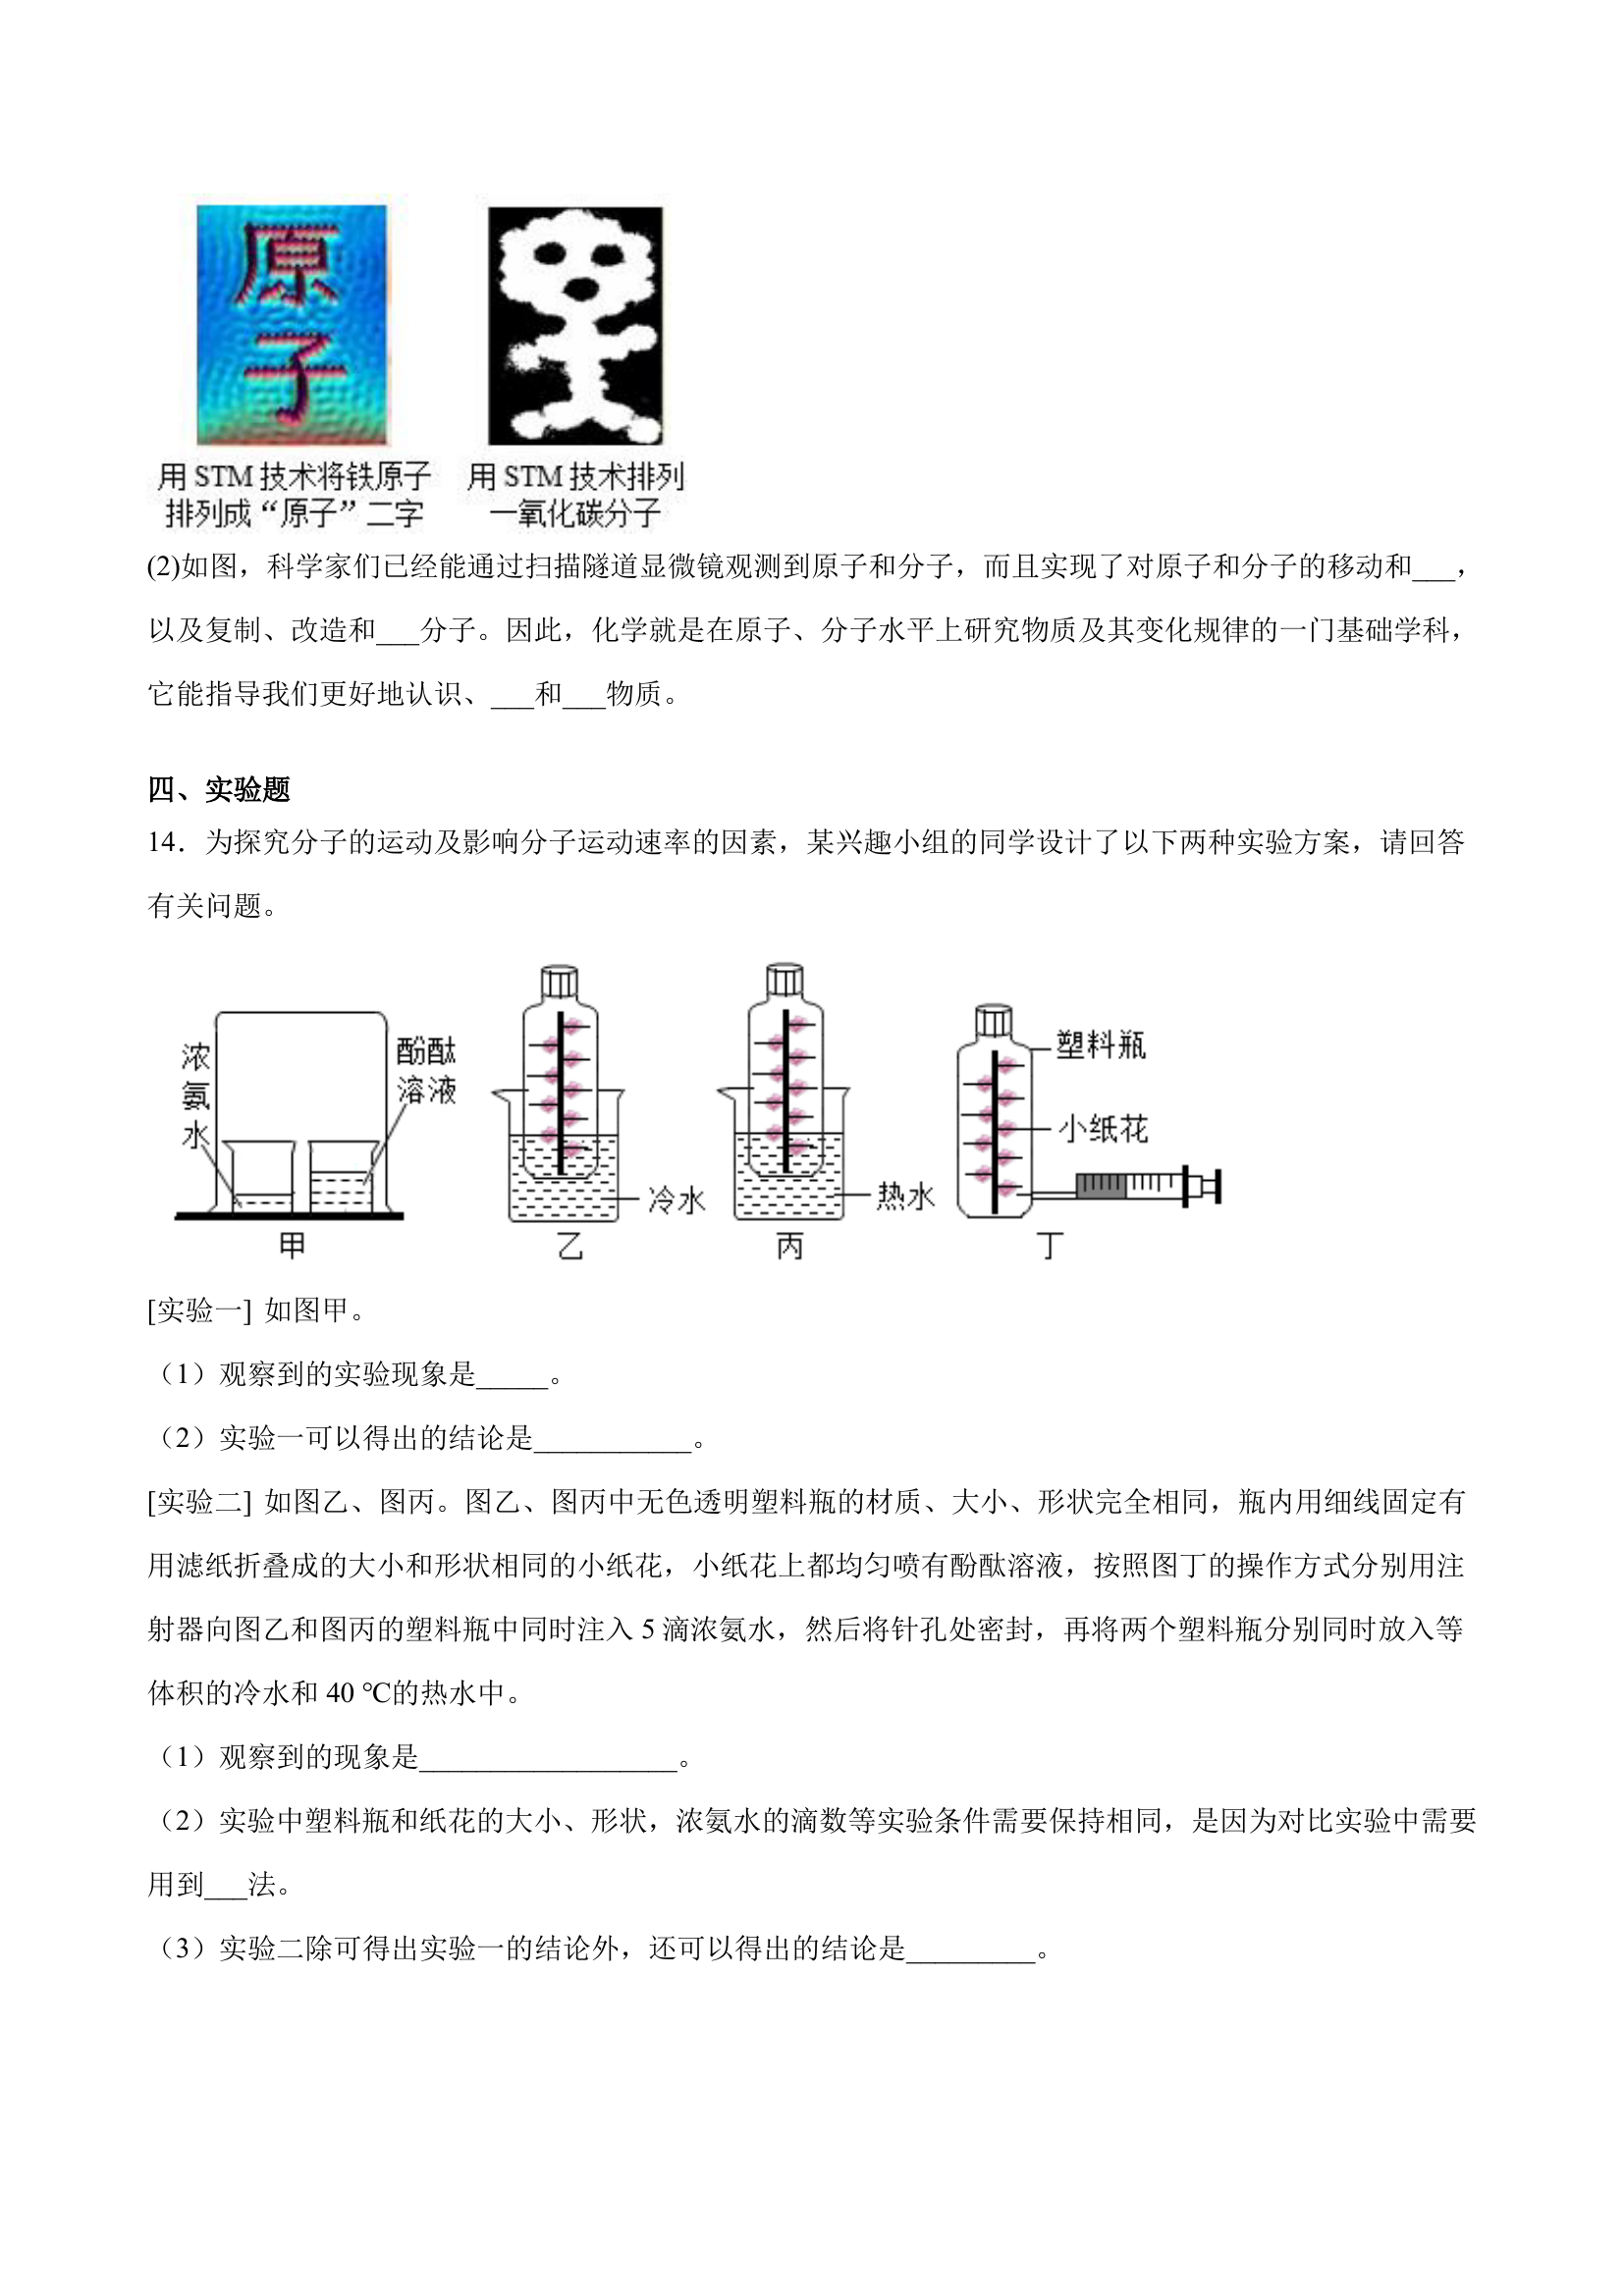 原
子
用 STM 技术将铁原子
排列成“原子”二字
用 STM 技术排列
一氧化碳分子
(2)如图，科学家们已经能通过扫描隧道显微镜观测到原子和分子，而且实现了对原子和分子的移动和___，
以及复制、改造和___分子。因此，化学就是在原子、分子水平上研究物质及其变化规律的一门基础学科，
它能指导我们更好地认识、___和___物质。
四、实验题
14．为探究分子的运动及影响分子运动速率的因素，某兴趣小组的同学设计了以下两种实验方案，请回答
有关问题。
浓氨水
酚酞
溶液
甲
冷水
乙
热水
丙
塑料瓶
小纸花
丁
[实验一] 如图甲。
（1）观察到的实验现象是_____。
（2）实验一可以得出的结论是___________。
[实验二] 如图乙、图丙。图乙、图丙中无色透明塑料瓶的材质、大小、形状完全相同，瓶内用细线固定有
用滤纸折叠成的大小和形状相同的小纸花，小纸花上都均匀喷有酚酞溶液，按照图丁的操作方式分别用注
射器向图乙和图丙的塑料瓶中同时注入 5 滴浓氨水，然后将针孔处密封，再将两个塑料瓶分别同时放入等
体积的冷水和 40 ℃的热水中。
（1）观察到的现象是__________________。
（2）实验中塑料瓶和纸花的大小、形状，浓氨水的滴数等实验条件需要保持相同，是因为对比实验中需要
用到___法。
（3）实验二除可得出实验一的结论外，还可以得出的结论是_________。